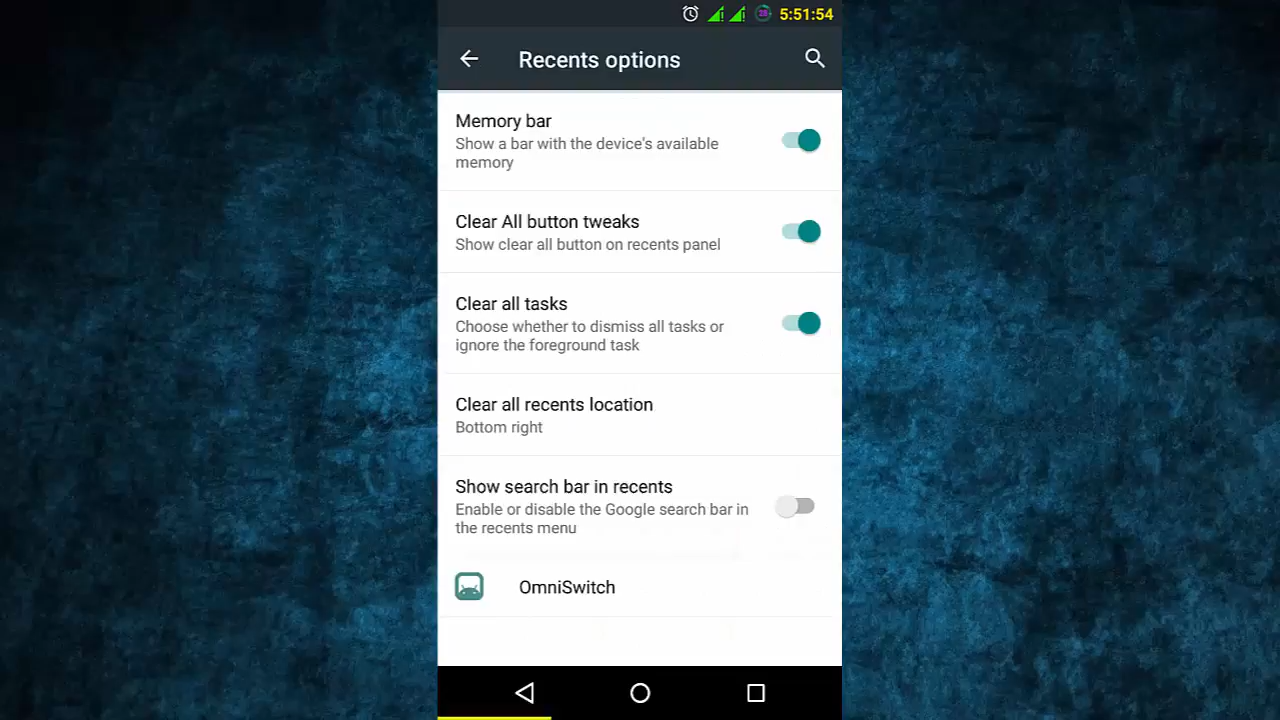 5:51:54
Recents options
Memory bar
Show a bar with the device's available
memory
Clear All button tweaks
Show clear all button on recents panel
Clear all tasks
Choose whether to dismiss all tasks or
ignore the foreground task
Clear all recents location
Bottom right
Show search bar in recents
Enable or disable the Google search bar in
the recents menu
OmniSwitch